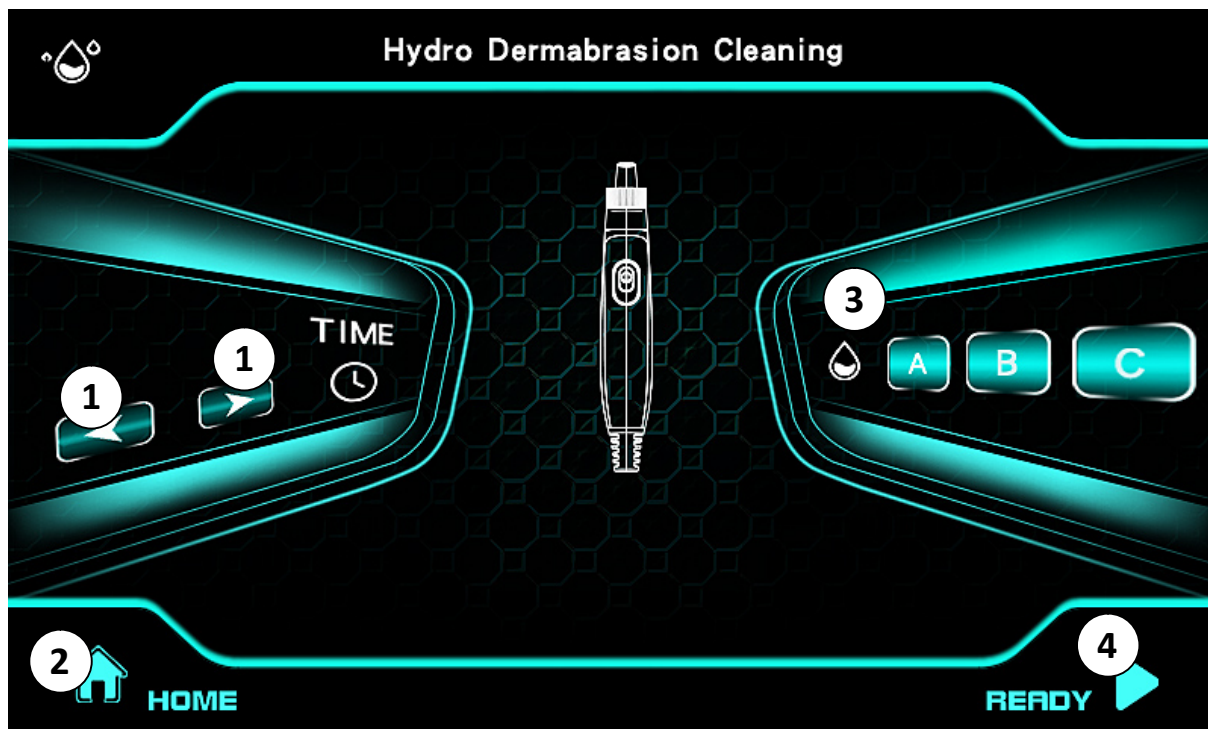 Hydro Dermabrasion Cleaning
3
TIME
1
A B C
1
4
2
HOME
READY